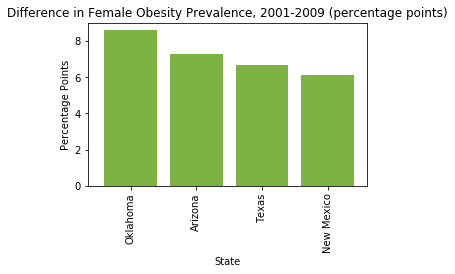 Difference in Female Obesity Prevalence, 2001-2009 (percentage points)
Percentage Points
8
6
4
2
0
Oklahoma
Arizona
Texas
New Mexico
State